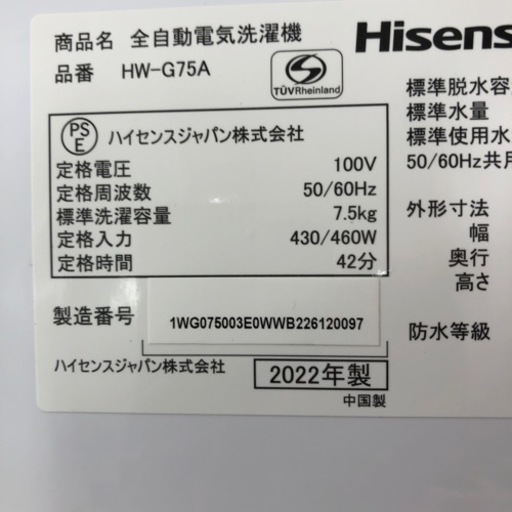 商品名 全自動電気洗濯機
品番 HW-G75A
TÜVRheinland
Hisens
PS
E
ハイセンスジャパン株式会社
定格電圧 100V
定格周波数 50/60Hz
標準洗濯容量 7.5kg
定格入力 430/460W
定格時間 42分
製造番号 1WG075003E0WWB226120097
ハイセンスジャパン株式会社 2022年製
中国製
標準脱水容
標準水量
標準使用水
50/60Hz共用
外形寸法
幅
奥行
高さ
防水等級